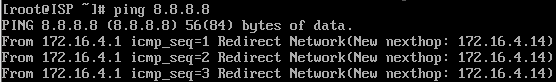 [root@ISP ~]# ping 8.8.8.8
PING 8.8.8.8 (8.8.8.8) 56(84) bytes of data.
From 172.16.4.1 icmp_seq=1 Redirect Network(New nexthop: 172.16.4.14)
From 172.16.4.1 icmp_seq=2 Redirect Network(New nexthop: 172.16.4.14)
From 172.16.4.1 icmp_seq=3 Redirect Network(New nexthop: 172.16.4.14)